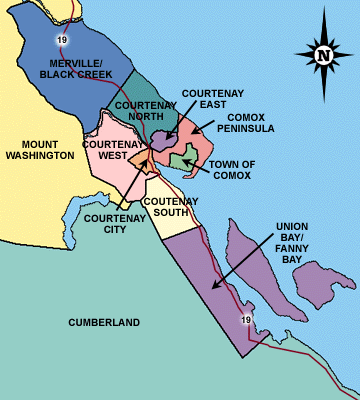 19
N
MERVILLE/
BLACK CREEK
COURTENAY
EAST
COURTENAY
NORTH
COMOX
PENINSULA
MOUNT
WASHINGTON
COURTENAY
WEST
TOWN OF
COMOX
COURTENAY
CITY
COUTENAY
SOUTH
UNION
BAY/
FANNY
BAY
19
CUMBERLAND